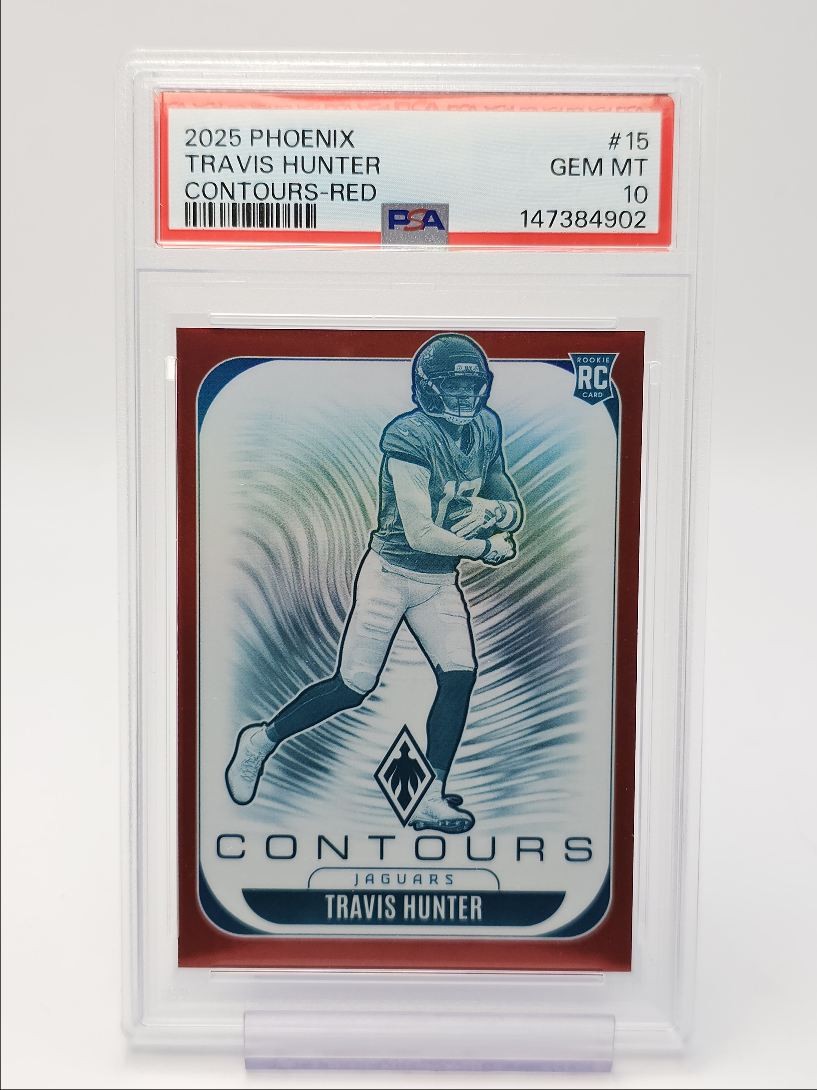 2025 PHOENIX #15
TRAVIS HUNTER GEM MT
CONTOURS-RED 10
PSA 147384902
ROOKIE
RC
CARD
CONTOURS
JAGUARS
TRAVIS HUNTER